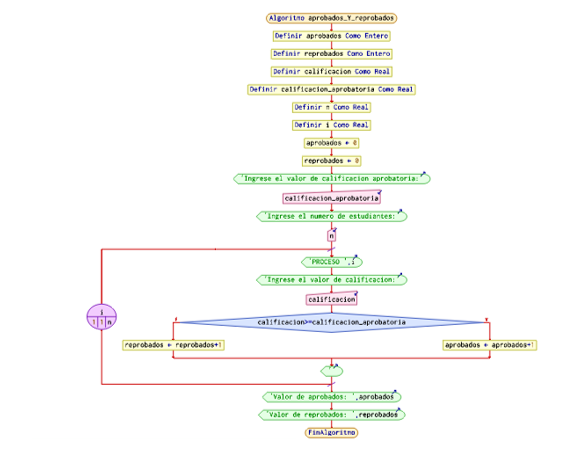 Algoritmo aprobados_Y_reprobados
Definir aprobados Como Entero
Definir reprobados Como Entero
Definir calificacion Como Real
Definir calificacion_aprobatoria Como Real
Definir n Como Real
Definir i Como Real
aprobados ← 0
reprobados ← 0
'Ingrese el valor de calificacion aprobatoria:'
calificacion_aprobatoria
'Ingrese el numero de estudiantes:'
n
'PROCESO ',i
'Ingrese el valor de calificacion:'
calificacion
i
1 1 n
calificacion>=calificacion_aprobatoria
F
reprobados ← reprobados+1
aprobados ← aprobados+1
''
'Valor de aprobados: ',aprobados
'Valor de reprobados: ',reprobados
FinAlgoritmo